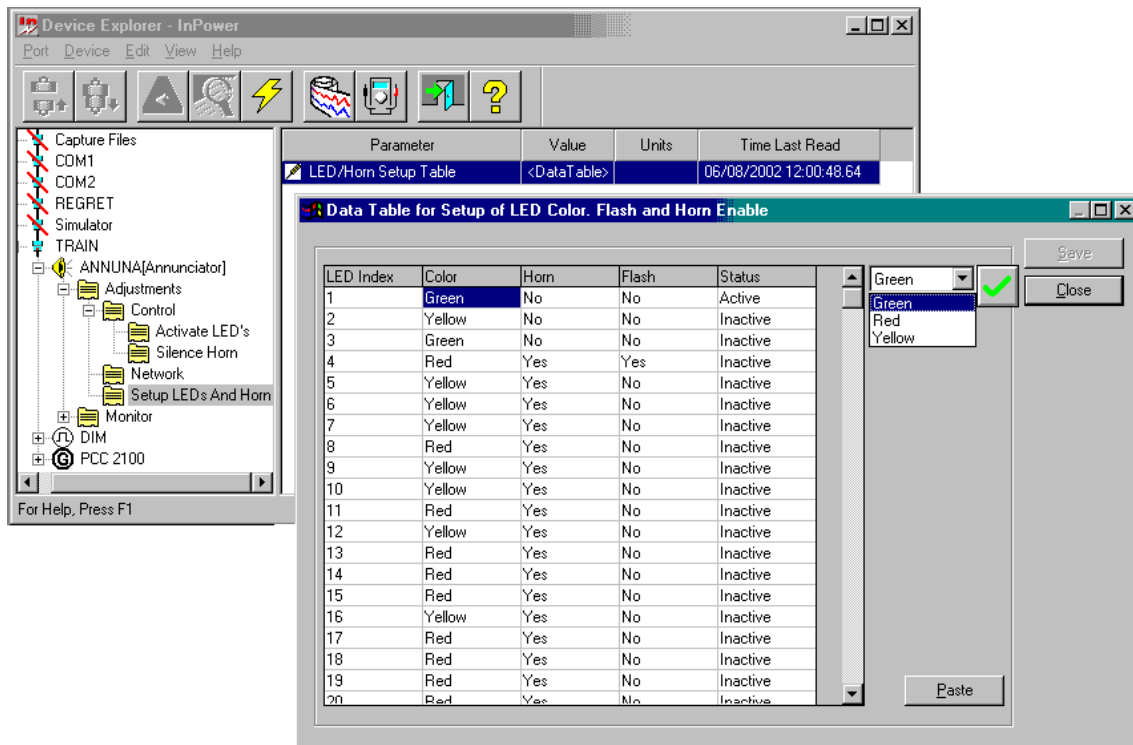 Device Explorer - InPower
Port Device Edit View Help
Capture Files
COM1
COM2
REGRET
Simulator
TRAIN
ANNUNA[Annunciator]
Adjustments
Control
Activate LED's
Silence Horn
Network
Setup LEDs And Horn
Monitor
DIM
PCC 2100
For Help, Press F1
Parameter Value Units Time Last Read
LED/Horn Setup Table <DataTable> 06/08/2002 12:00:48.64
Data Table for Setup of LED Color. Flash and Horn Enable
LED Index Color Horn Flash Status
1 Green No No Active
2 Yellow No No Inactive
3 Green No No Inactive
4 Red Yes Yes Inactive
5 Yellow Yes No Inactive
6 Yellow Yes No Inactive
7 Yellow Yes No Inactive
8 Red Yes No Inactive
9 Yellow Yes No Inactive
10 Yellow Yes No Inactive
11 Red Yes No Inactive
12 Yellow Yes No Inactive
13 Red Yes No Inactive
14 Red Yes No Inactive
15 Red Yes No Inactive
16 Yellow Yes No Inactive
17 Red Yes No Inactive
18 Red Yes No Inactive
19 Red Yes No Inactive
20 Red Yes No Inactive
Green
Green
Red
Yellow
Save
Close
Paste